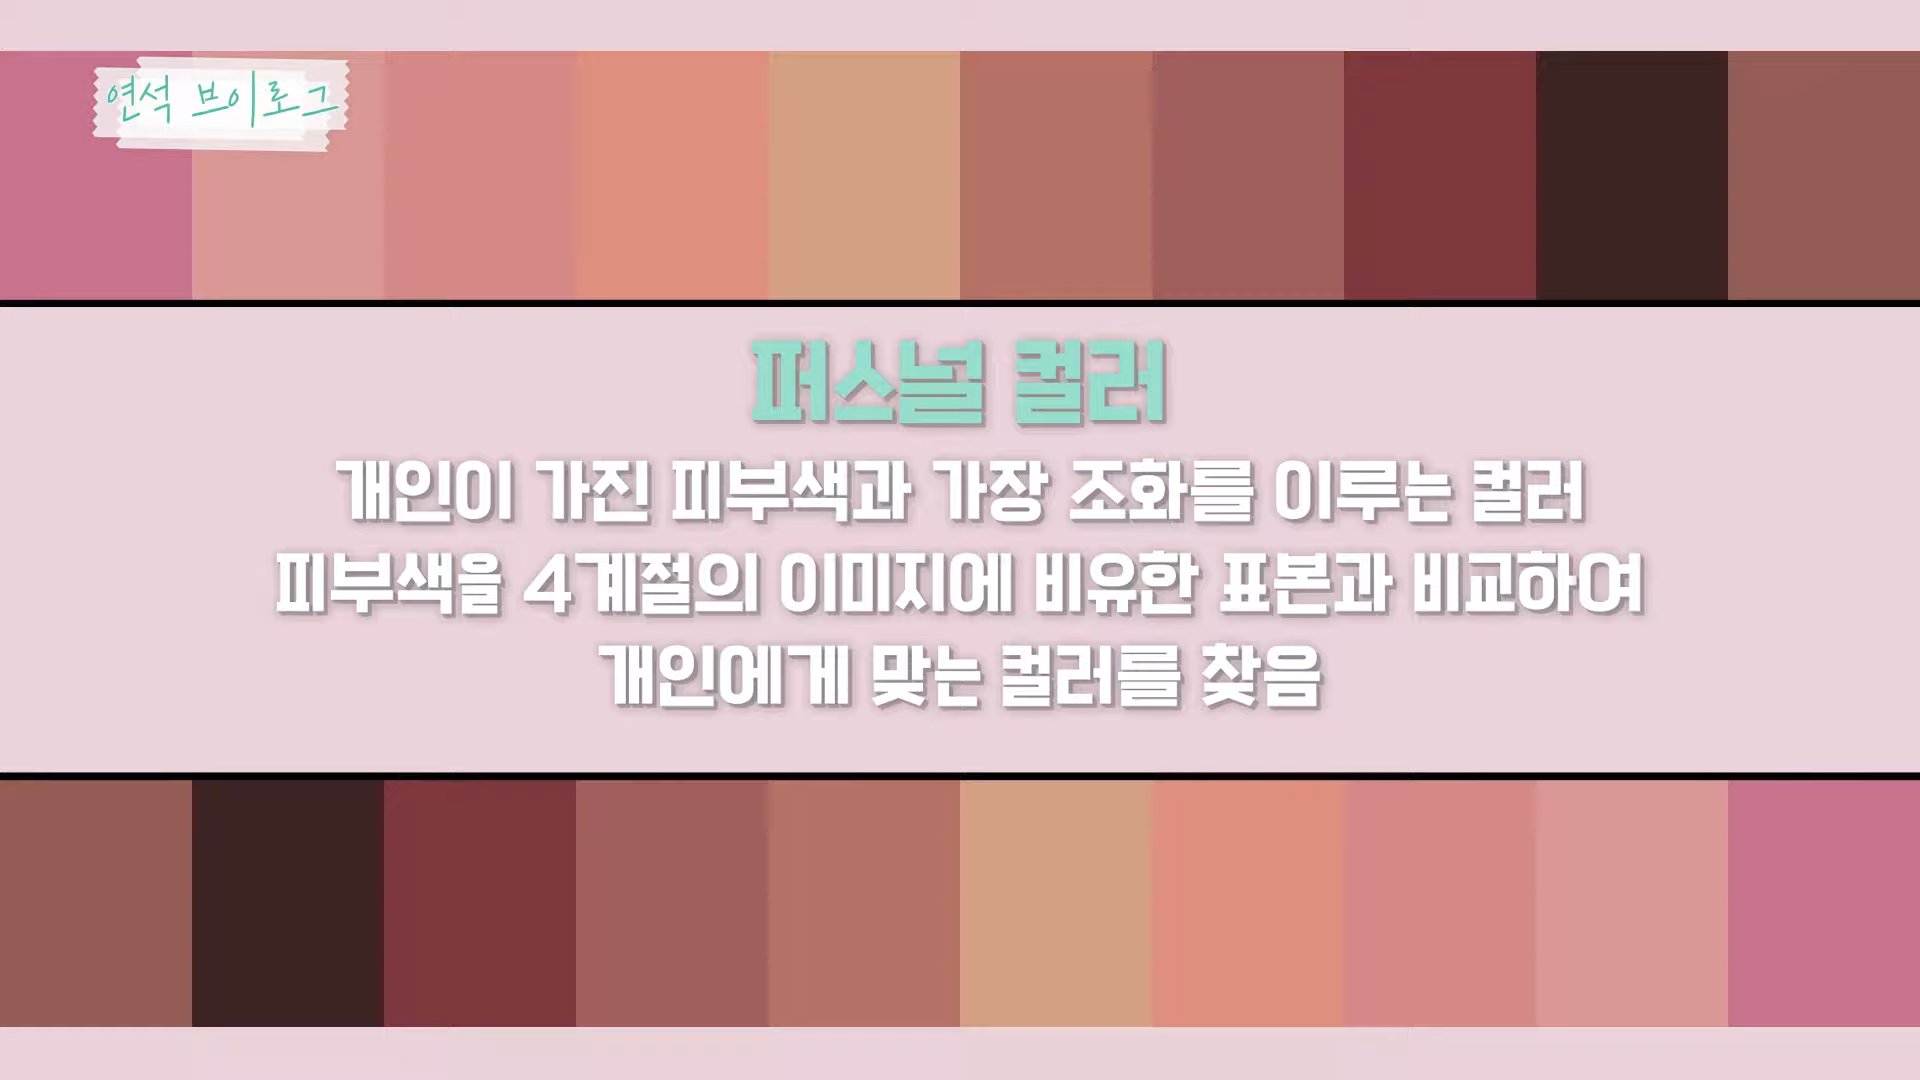 연석 브이로그
퍼스널 컬러
개인이 가진 피부색과 가장 조화를 이루는 컬러
피부색을 4계절의 이미지에 비유한 표본과 비교하여
개인에게 맞는 컬러를 찾음